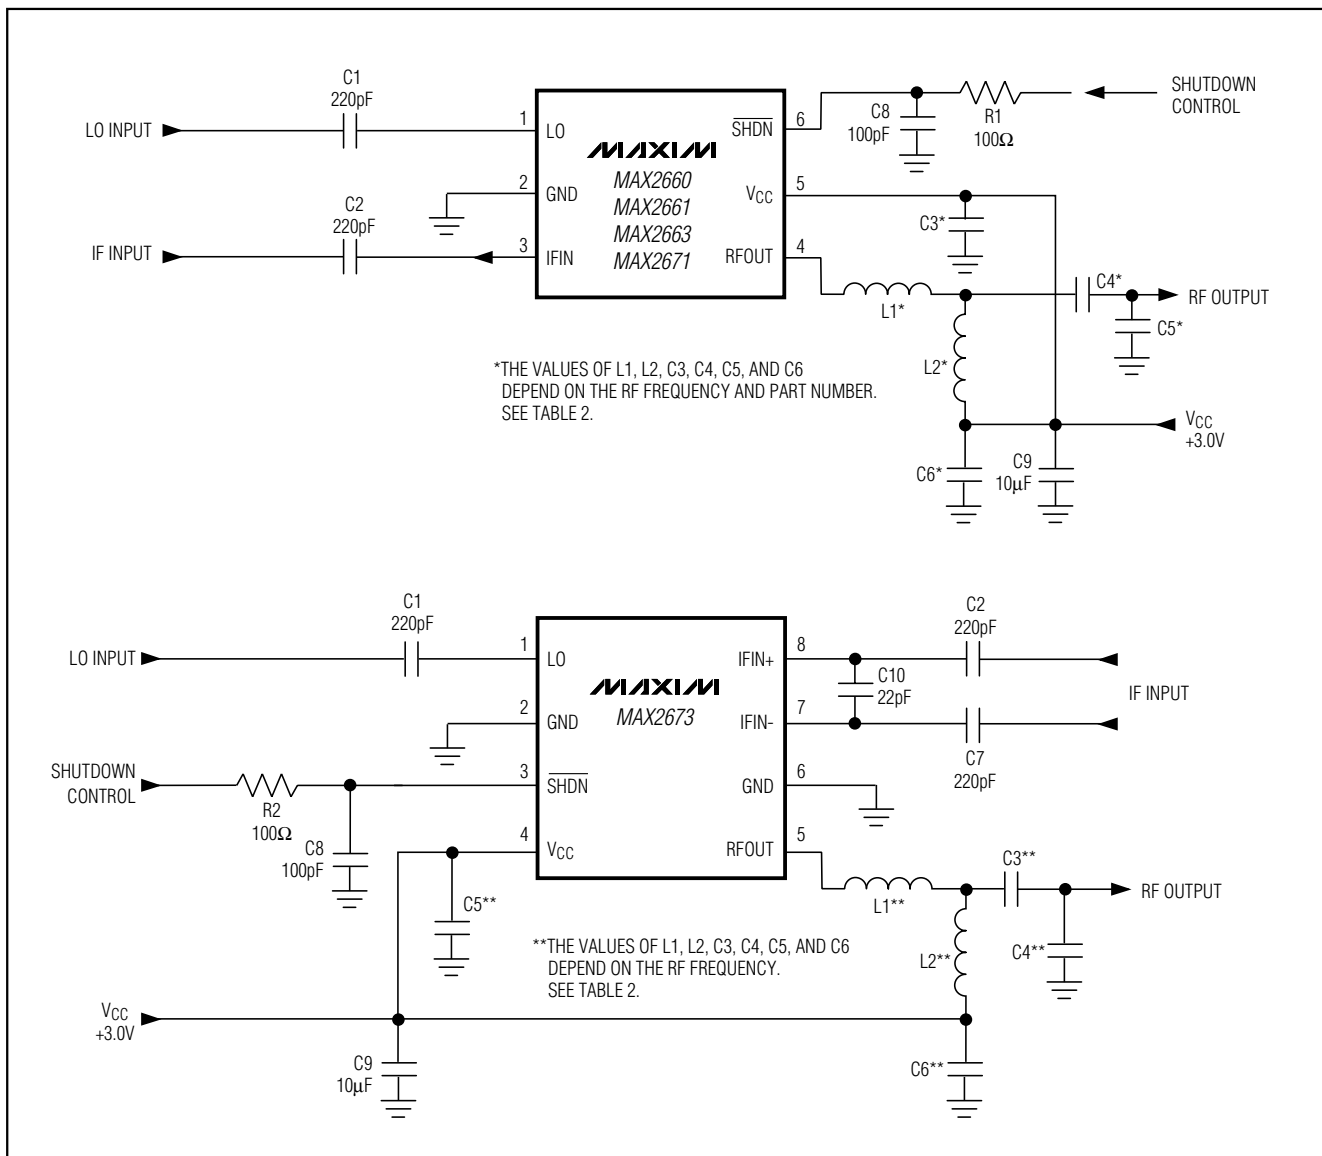 C1
220pF
LO INPUT
1
LO
2
GND
C2
220pF
IF INPUT
3
IFIN
MAXIM
MAX2660
MAX2661
MAX2663
MAX2671
SHDN
6
VCC
5
RFOUT
4
C8
100pF
R1
100Ω
SHUTDOWN
CONTROL
C3*
L1*
C4*
RF OUTPUT
C5*
L2*
*THE VALUES OF L1, L2, C3, C4, C5, AND C6
DEPEND ON THE RF FREQUENCY AND PART NUMBER.
SEE TABLE 2.
VCC
+3.0V
C6*
C9
10μF
C1
220pF
LO INPUT
1
LO
2
GND
SHUTDOWN
CONTROL
R2
100Ω
3
SHDN
C8
100pF
4
VCC
C5**
MAXIM
MAX2673
IFIN+
8
IFIN-
7
GND
6
RFOUT
5
C10
22pF
C2
220pF
IF INPUT
C7
220pF
L1**
C3**
RF OUTPUT
L2**
C4**
**THE VALUES OF L1, L2, C3, C4, C5, AND C6
DEPEND ON THE RF FREQUENCY.
SEE TABLE 2.
VCC
+3.0V
C9
10μF
C6**